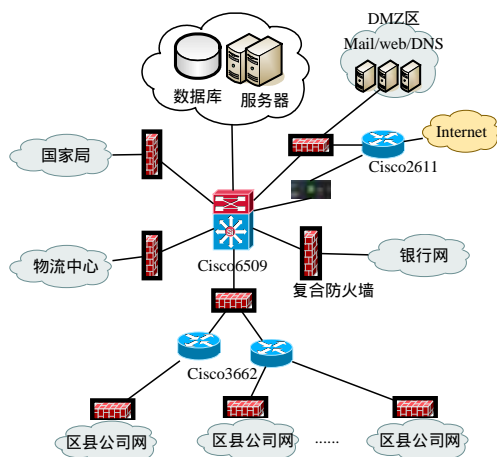 DMZ区
Mail/web/DNS
数据库
服务器
Internet
Cisco2611
国家局
物流中心
Si
Cisco6509
复合防火墙
银行网
Cisco3662
区县公司网
区县公司网
......
区县公司网